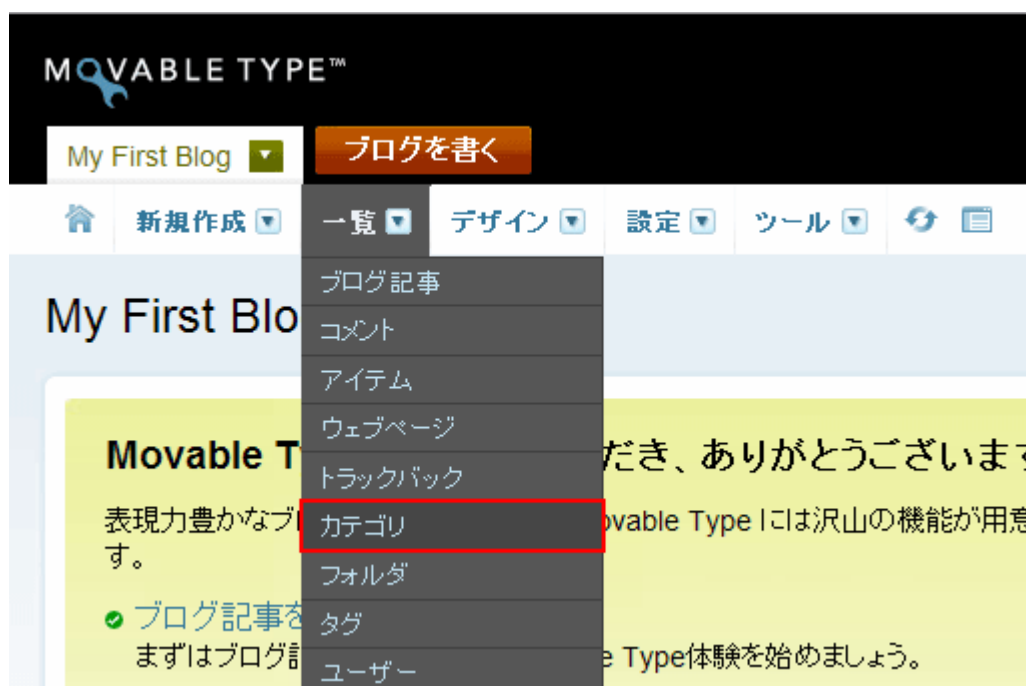 MOVABLE TYPE™
My First Blog
ブログを書く
新規作成
一覧
デザイン
設定
ツール
ブログ記事
コメント
アイテム
ウェブページ
トラックバック
カテゴリ
フォルダ
タグ
ユーザー
My First Blo
Movable T だき、ありがとうございます
表現力豊かなブ ovable Type には沢山の機能が用意
す。
ブログ記事を
まずはブログ記 e Type体験を始めましょう。